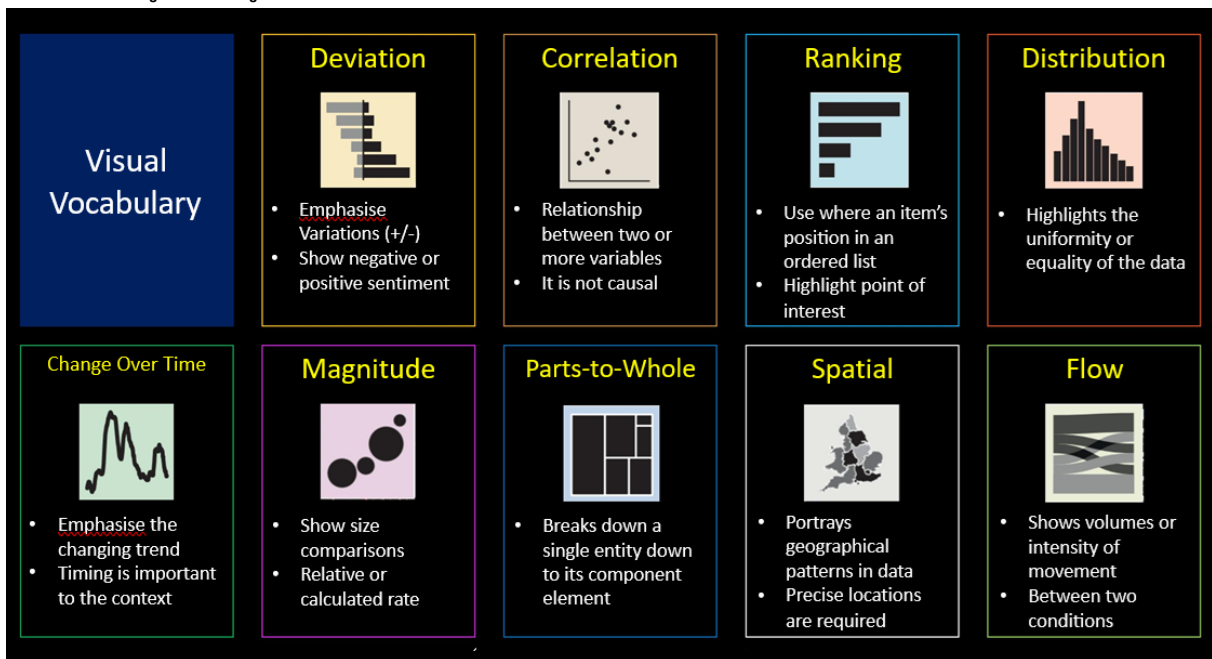 Visual
Vocabulary
Deviation
• Emphasise
Variations (+/-)
• Show negative or
positive sentiment
Correlation
• Relationship
between two or
more variables
• It is not causal
Ranking
• Use where an item's
position in an
ordered list
• Highlight point of
interest
Distribution
• Highlights the
uniformity or
equality of the data
Change Over Time
• Emphasise the
changing trend
• Timing is important
to the context
Magnitude
• Show size
comparisons
• Relative or
calculated rate
Parts-to-Whole
• Breaks down a
single entity down
to its component
element
Spatial
• Portrays
geographical
patterns in data
• Precise locations
are required
Flow
• Shows volumes or
intensity of
movement
• Between two
conditions